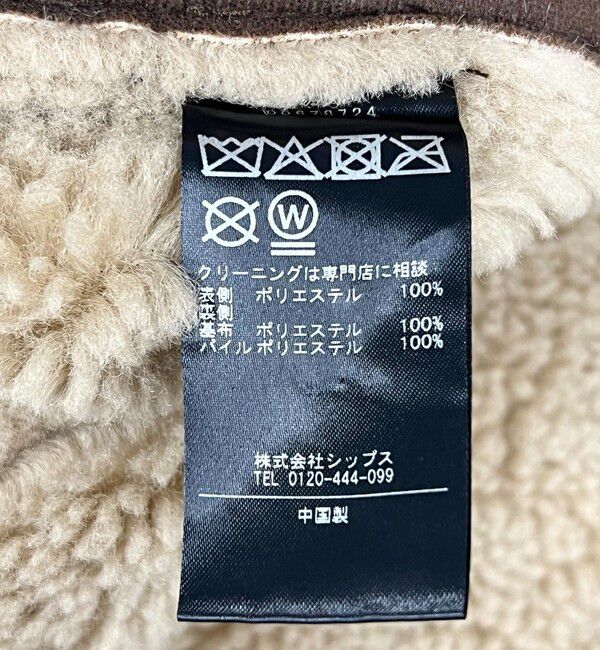 W
クリーニングは専門店に相談
表側 ポリエステル 100%
裏側
基布 ポリエステル 100%
パイル ポリエステル 100%
株式会社シップス
TEL 0120-444-099
中国製